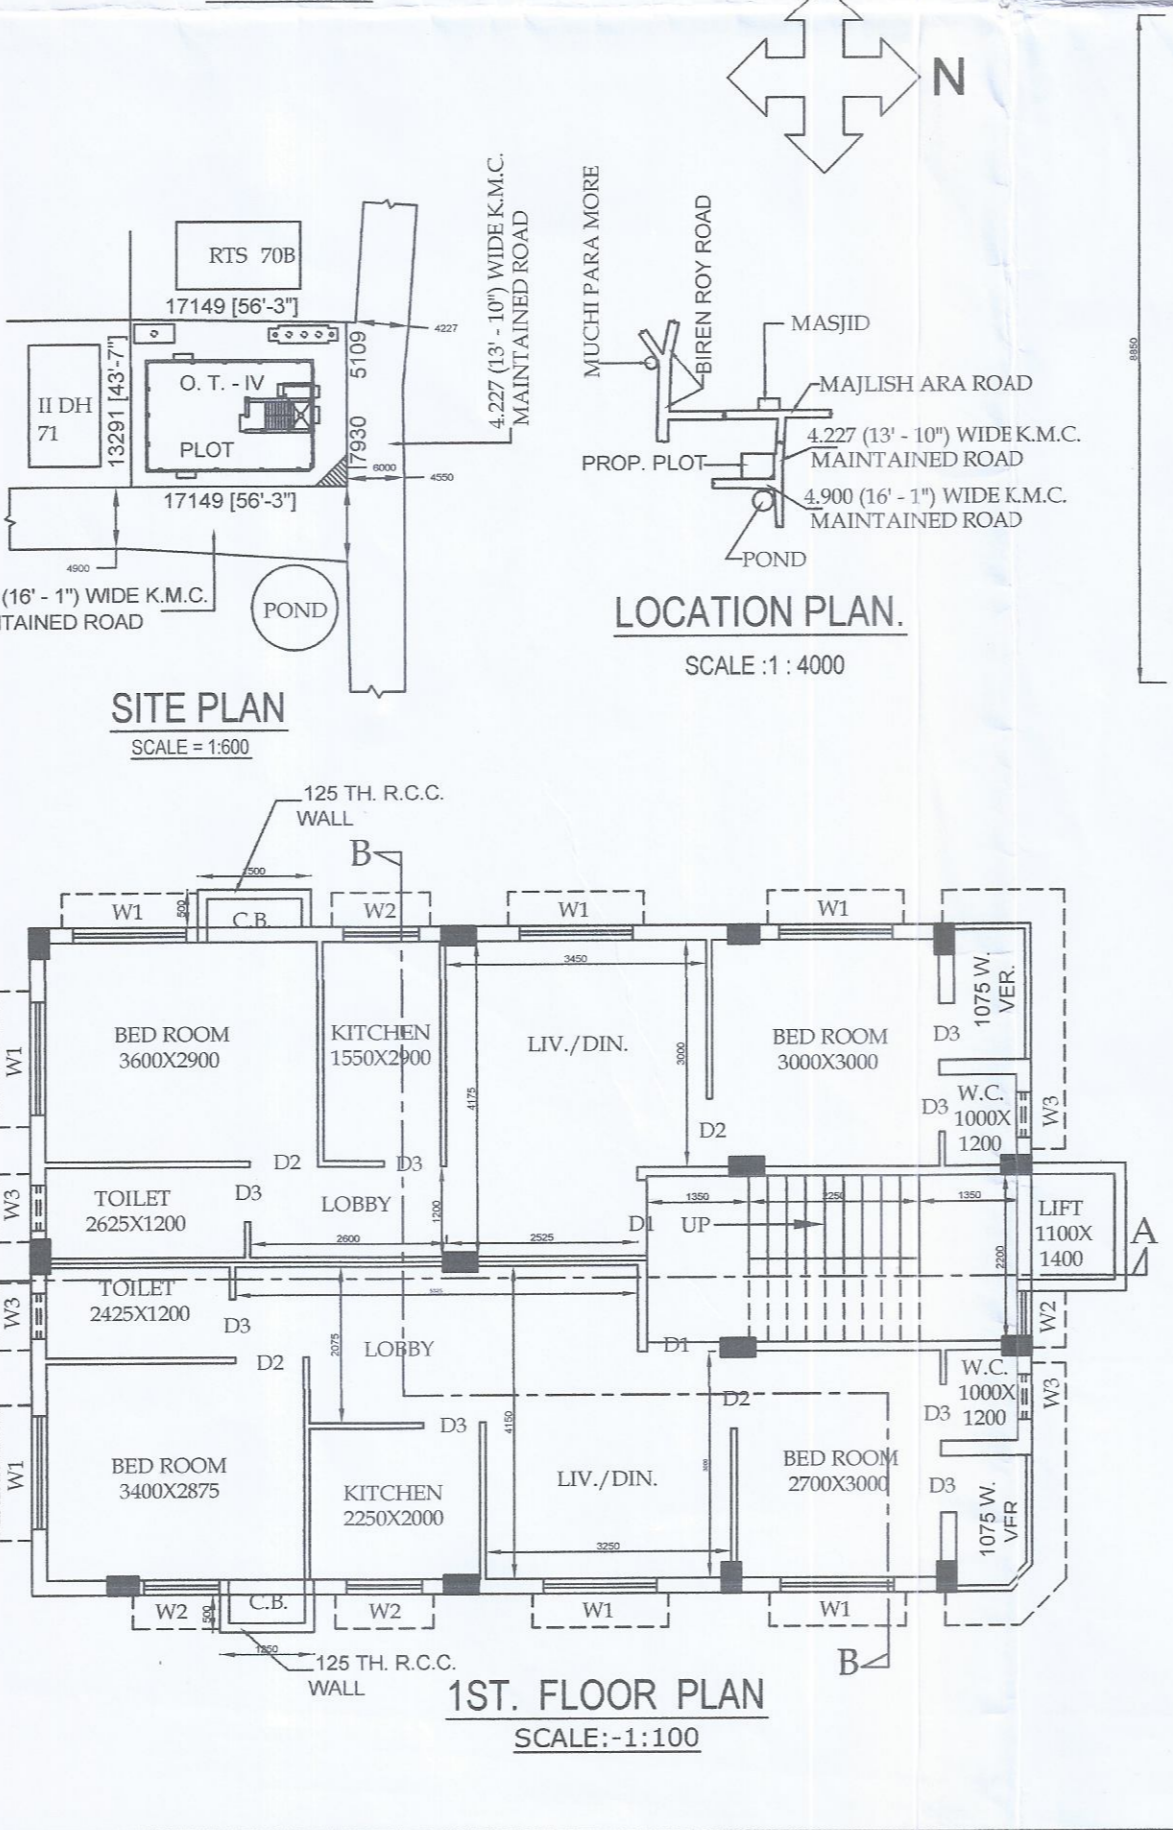 N
RTS 70B
17149 [56'-3"]
4227
5109
4.227 (13' - 10") WIDE K.M.C.
MAINTAINED ROAD
II DH
71
13291 [43'-7"]
O. T. - IV
PLOT
7930
6000
4550
17149 [56'-3"]
4900
(16' - 1") WIDE K.M.C.
TAINED ROAD
POND
SITE PLAN
SCALE = 1:600
MUCHI PARA MORE
BIREN ROY ROAD
MASJID
MAJLISH ARA ROAD
4.227 (13' - 10") WIDE K.M.C.
MAINTAINED ROAD
PROP. PLOT
4.900 (16' - 1") WIDE K.M.C.
MAINTAINED ROAD
POND
LOCATION PLAN.
SCALE :1 : 4000
8850
125 TH. R.C.C.
WALL
B
500
W1
C.B.
W2
W1
W1
3450
BED ROOM
3600X2900
KITCHEN
1550X2900
LIV./DIN.
3000
BED ROOM
3000X3000
1075 W.
VER.
D3
W1
4175
D3
W.C.
1000X
1200
W3
D2
D2
D3
W3
TOILET
2625X1200
D3
LOBBY
1200
2600
2525
D1
UP
1350
2250
1350
2200
LIFT
1100X
1400
A
W3
TOILET
2425X1200
D3
D2
2075
LOBBY
D1
W2
W.C.
1000X
1200
W3
D2
D3
W1
BED ROOM
3400X2875
D3
4150
KITCHEN
2250X2000
LIV./DIN.
BED ROOM
2700X3000
D3
1075 W.
VER
3250
W2
500
C.B.
W2
W1
W1
1250
125 TH. R.C.C.
WALL
B
1ST. FLOOR PLAN
SCALE:-1:100